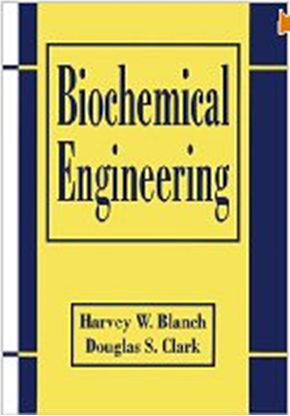 Biochemical
Engineering
Harvey W. Blanch
Douglas S. Clark